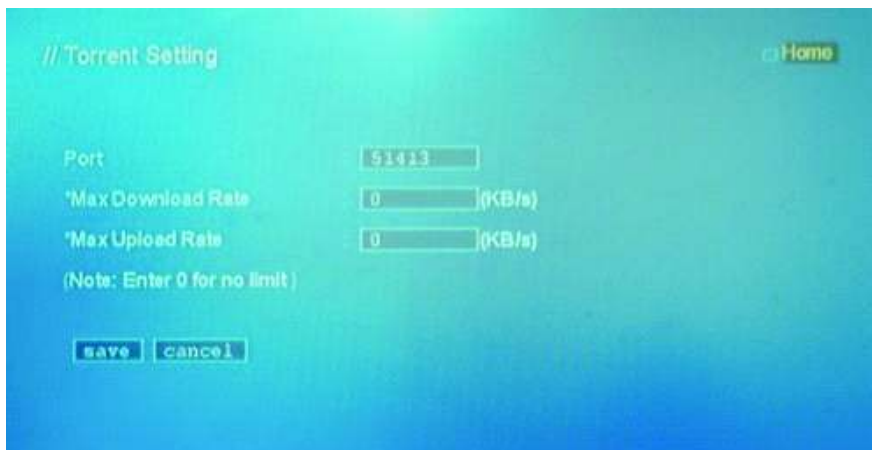 // Torrent Setting
Home
Port : 51413
*Max Download Rate : 0 (KB/s)
*Max Upload Rate : 0 (KB/s)
(Note: Enter 0 for no limit)
save cancel